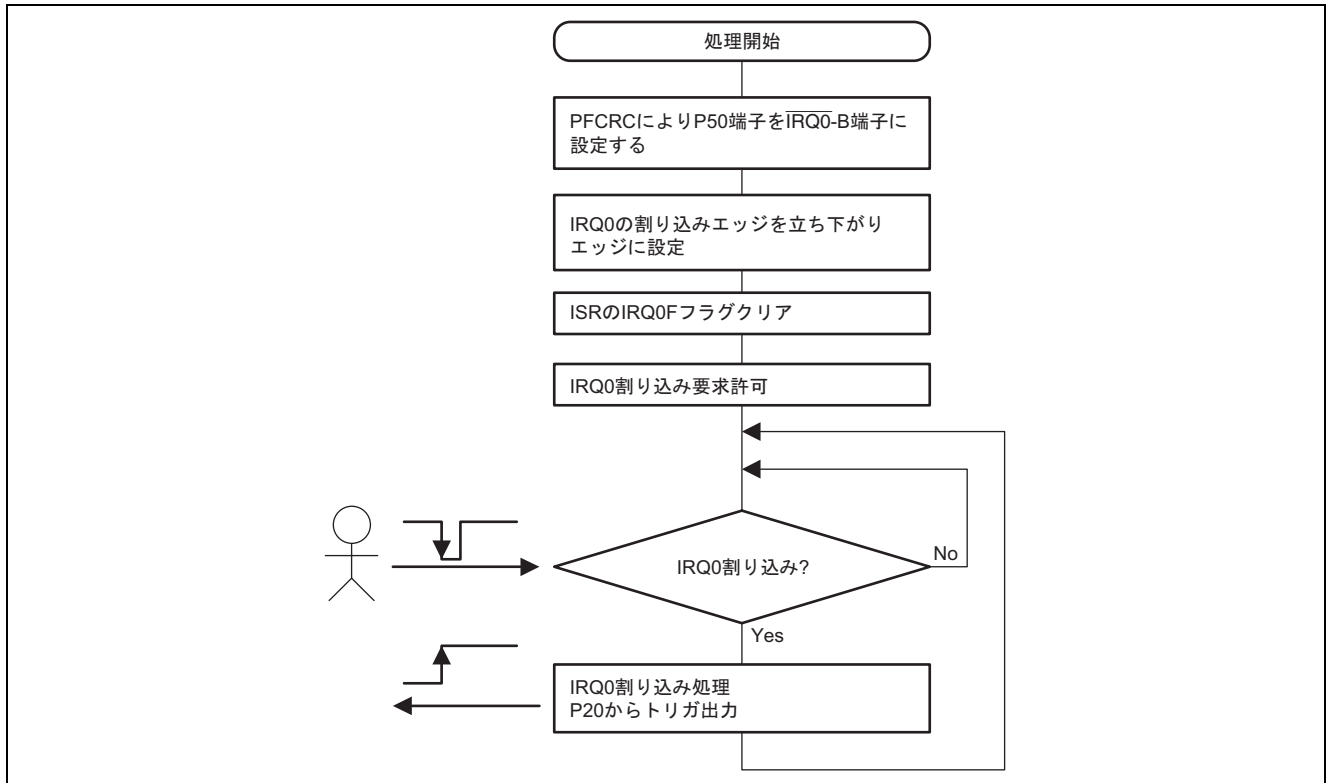 処理開始
PFCRCによりP50端子をIRQ0-B端子に
設定する
IRQ0の割り込みエッジを立ち下がり
エッジに設定
ISRのIRQ0Fフラグクリア
IRQ0割り込み要求許可
IRQ0割り込み?
No
Yes
IRQ0割り込み処理
P20からトリガ出力